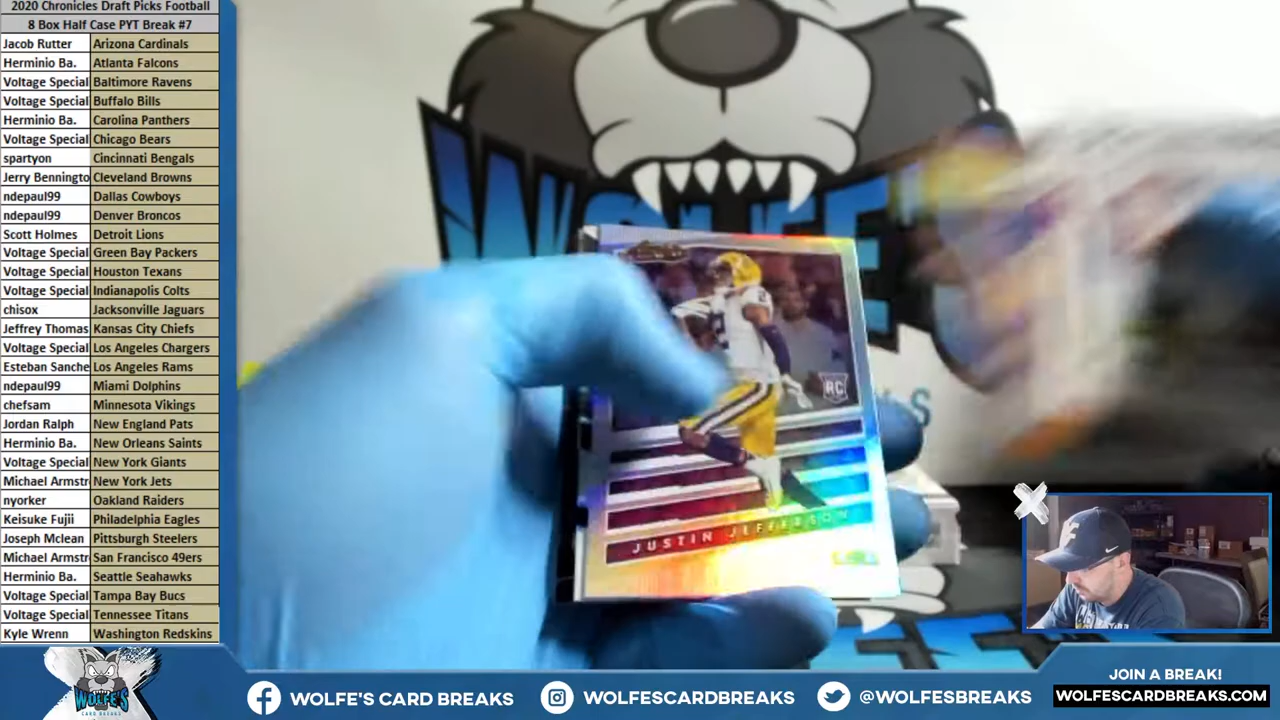 2020 Chronicles Draft Picks Football
8 Box Half Case PYT Break #7
Jacob Rutter Arizona Cardinals
Herminio Ba. Atlanta Falcons
Voltage Special Baltimore Ravens
Voltage Special Buffalo Bills
Herminio Ba. Carolina Panthers
Voltage Special Chicago Bears
spartyon Cincinnati Bengals
Jerry Benningto Cleveland Browns
ndepaul99 Dallas Cowboys
ndepaul99 Denver Broncos
Scott Holmes Detroit Lions
Voltage Special Green Bay Packers
Voltage Special Houston Texans
Voltage Special Indianapolis Colts
chisox Jacksonville Jaguars
Jeffrey Thomas Kansas City Chiefs
Voltage Special Los Angeles Chargers
Esteban Sanche Los Angeles Rams
ndepaul99 Miami Dolphins
chefsam Minnesota Vikings
Jordan Ralph New England Pats
Herminio Ba. New Orleans Saints
Voltage Special New York Giants
Michael Armstr New York Jets
nyorker Oakland Raiders
Keisuke Fujii Philadelphia Eagles
Joseph Mclean Pittsburgh Steelers
Michael Armstr San Francisco 49ers
Herminio Ba. Seattle Seahawks
Voltage Special Tampa Bay Bucs
Voltage Special Tennessee Titans
Kyle Wrenn Washington Redskins
WOLFE'
RC
JUSTIN JEFFERSON
WOLFE'S
CARD BREAKS
WOLFE'S CARD BREAKS
WOLFESCARDBREAKS
@WOLFESBREAKS
JOIN A BREAK!
WOLFESCARDBREAKS.COM